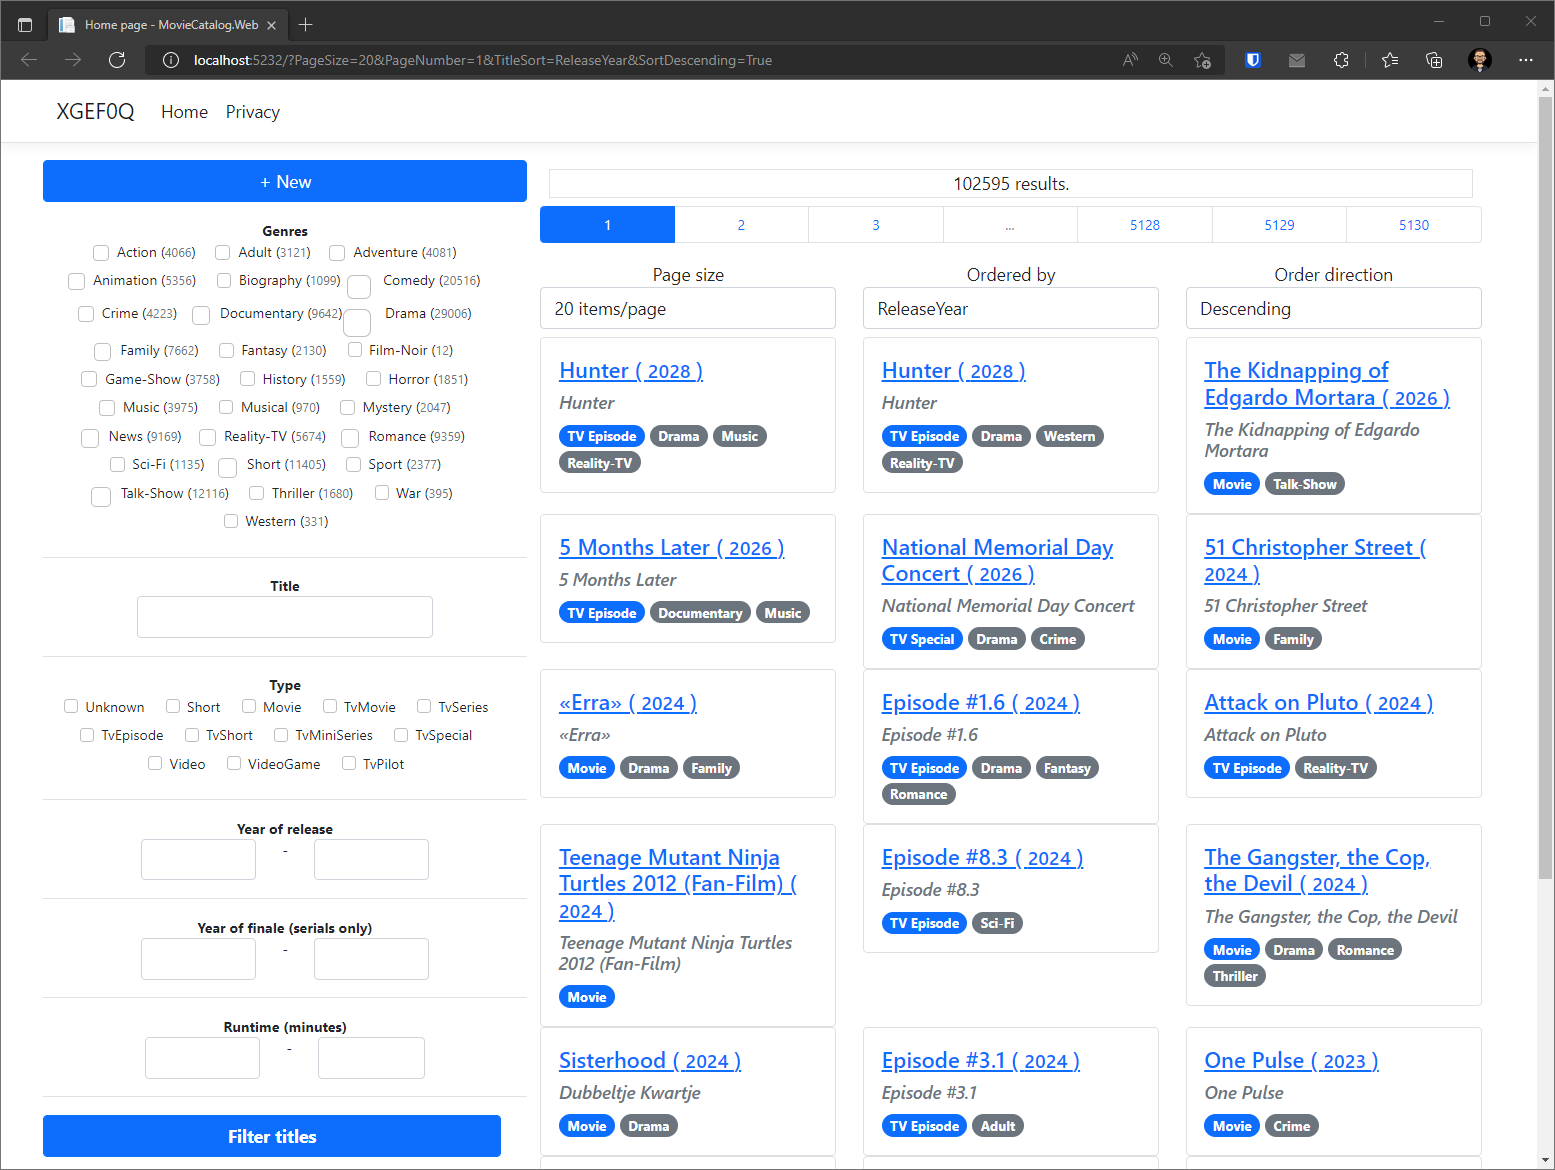 Home page - MovieCatalog.Web
localhost:5232/?PageSize=20&PageNumber=1&TitleSort=ReleaseYear&SortDescending=True
XGEF0Q Home Privacy
+ New
Genres
Action (4066) Adult (3121) Adventure (4081)
Animation (5356) Biography (1099) Comedy (20516)
Crime (4223) Documentary (9642) Drama (29006)
Family (7662) Fantasy (2130) Film-Noir (12)
Game-Show (3758) History (1559) Horror (1851)
Music (3975) Musical (970) Mystery (2047)
News (9169) Reality-TV (5674) Romance (9359)
Sci-Fi (1135) Short (11405) Sport (2377)
Talk-Show (12116) Thriller (1680) War (395)
Western (331)
Title
Type
Unknown Short Movie TvMovie TvSeries
TvEpisode TvShort TvMiniSeries TvSpecial
Video VideoGame TvPilot
Year of release
-
Year of finale (serials only)
-
Runtime (minutes)
-
Filter titles
102595 results.
1 2 3 ... 5128 5129 5130
Page size Ordered by Order direction
20 items/page ReleaseYear Descending
Hunter ( 2028 )
Hunter
TV Episode Drama Music
Reality-TV
Hunter ( 2028 )
Hunter
TV Episode Drama Western
Reality-TV
The Kidnapping of
Edgardo Mortara ( 2026 )
The Kidnapping of Edgardo
Mortara
Movie Talk-Show
5 Months Later ( 2026 )
5 Months Later
TV Episode Documentary Music
National Memorial Day
Concert ( 2026 )
National Memorial Day Concert
TV Special Drama Crime
51 Christopher Street (
2024 )
51 Christopher Street
Movie Family
«Erra» ( 2024 )
«Erra»
Movie Drama Family
Episode #1.6 ( 2024 )
Episode #1.6
TV Episode Drama Fantasy
Romance
Attack on Pluto ( 2024 )
Attack on Pluto
TV Episode Reality-TV
Teenage Mutant Ninja
Turtles 2012 (Fan-Film) (
2024 )
Teenage Mutant Ninja Turtles
2012 (Fan-Film)
Movie
Episode #8.3 ( 2024 )
Episode #8.3
TV Episode Sci-Fi
The Gangster, the Cop,
the Devil ( 2024 )
The Gangster, the Cop, the Devil
Movie Drama Romance
Thriller
Sisterhood ( 2024 )
Dubbeltje Kwartje
Movie Drama
Episode #3.1 ( 2024 )
Episode #3.1
TV Episode Adult
One Pulse ( 2023 )
One Pulse
Movie Crime